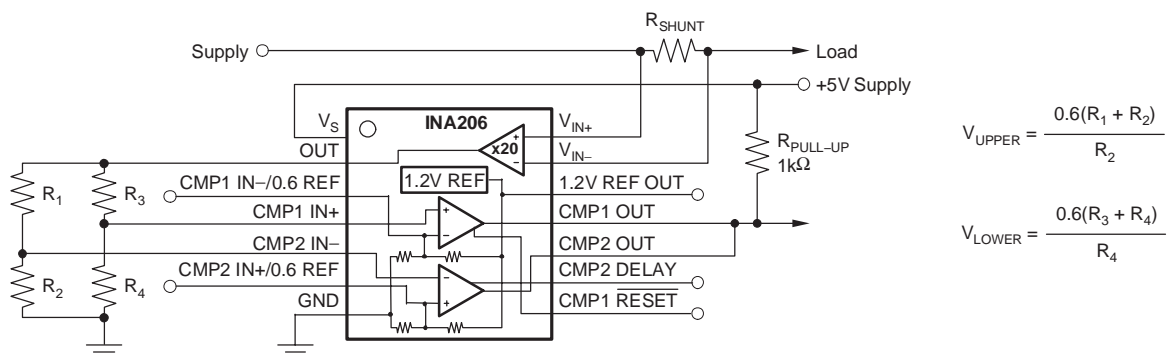 R_SHUNT
Supply
Load
+5V Supply
V_S
INA206
V_IN+
OUT
x20
V_IN−
R_PULL−UP
1kΩ
1.2V REF
CMP1 IN−/0.6 REF
1.2V REF OUT
R_1
R_3
CMP1 IN+
CMP1 OUT
CMP2 IN−
CMP2 OUT
CMP2 IN+/0.6 REF
CMP2 DELAY
R_2
R_4
GND
CMP1 RESET
+
−
+
−
−
+
V_UPPER = 0.6(R_1 + R_2)
R_2
V_LOWER = 0.6(R_3 + R_4)
R_4